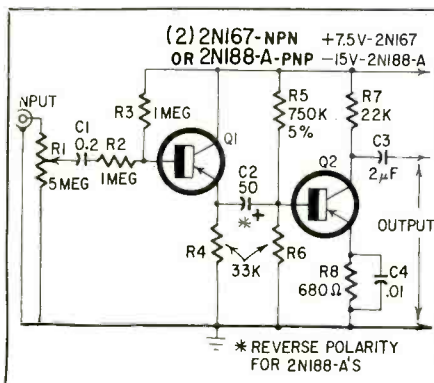 (2) 2N167-NPN +7.5V-2N167
OR 2N188-A-PNP -15V-2N188-A
NPUT
R1
5MEG
C1
0.2
R2
1MEG
R3
1MEG
Q1
C2
50
*
+
R4
33K
R5
750K
5%
R6
R7
22K
Q2
C3
2μF
OUTPUT
R8
680Ω
C4
.01
* REVERSE POLARITY
FOR 2N188-A'S